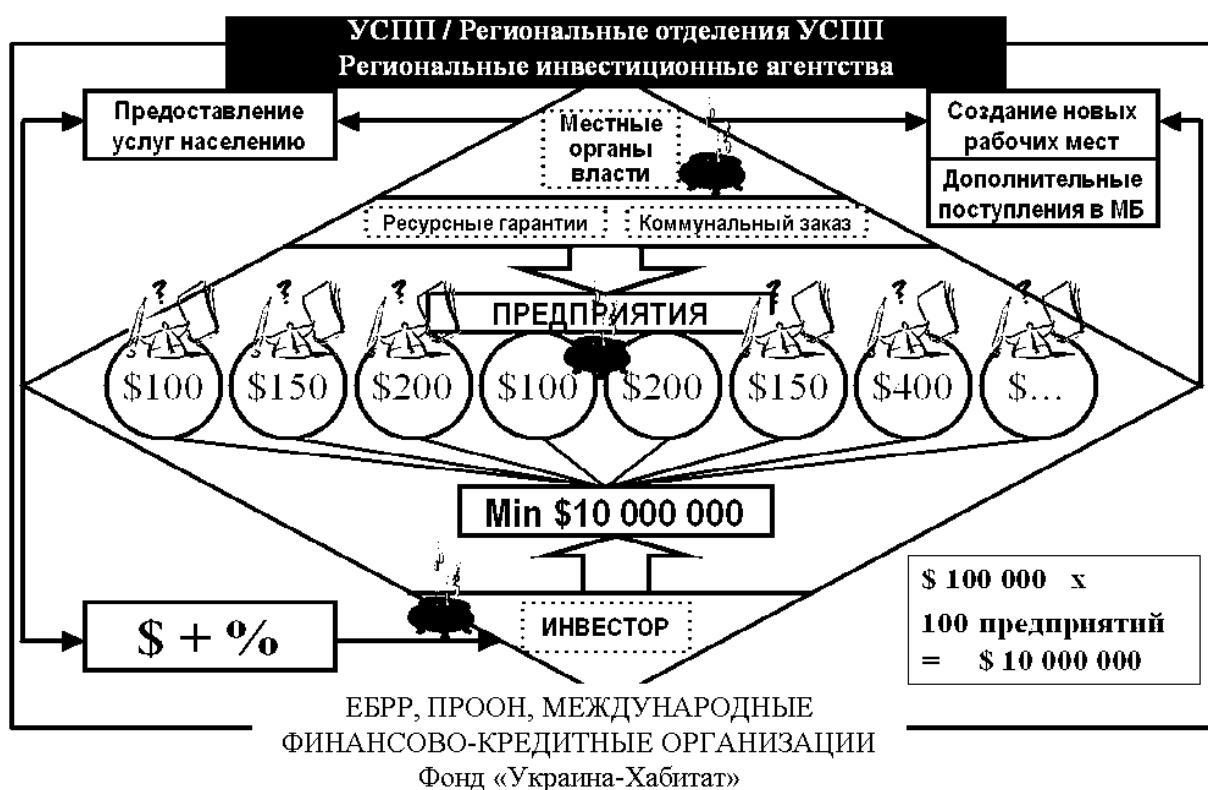 УСПП / Региональные отделения УСПП
Региональные инвестиционные агентства
Предоставление
услуг населению
Местные
органы
власти
Создание новых
рабочих мест
Дополнительные
поступления в МБ
Ресурсные гарантии
Коммунальный заказ
? ? ? ? ? ?
ПРЕДПРИЯТИЯ
$100 $150 $200 $100 $200 $150 $400 $...
Min $10 000 000
$ + %
ИНВЕСТОР
$ 100 000 x
100 предприятий
= $ 10 000 000
ЕБРР, ПРООН, МЕЖДУНАРОДНЫЕ
ФИНАНСОВО-КРЕДИТНЫЕ ОРГАНИЗАЦИИ
Фонд «Украина-Хабитат»